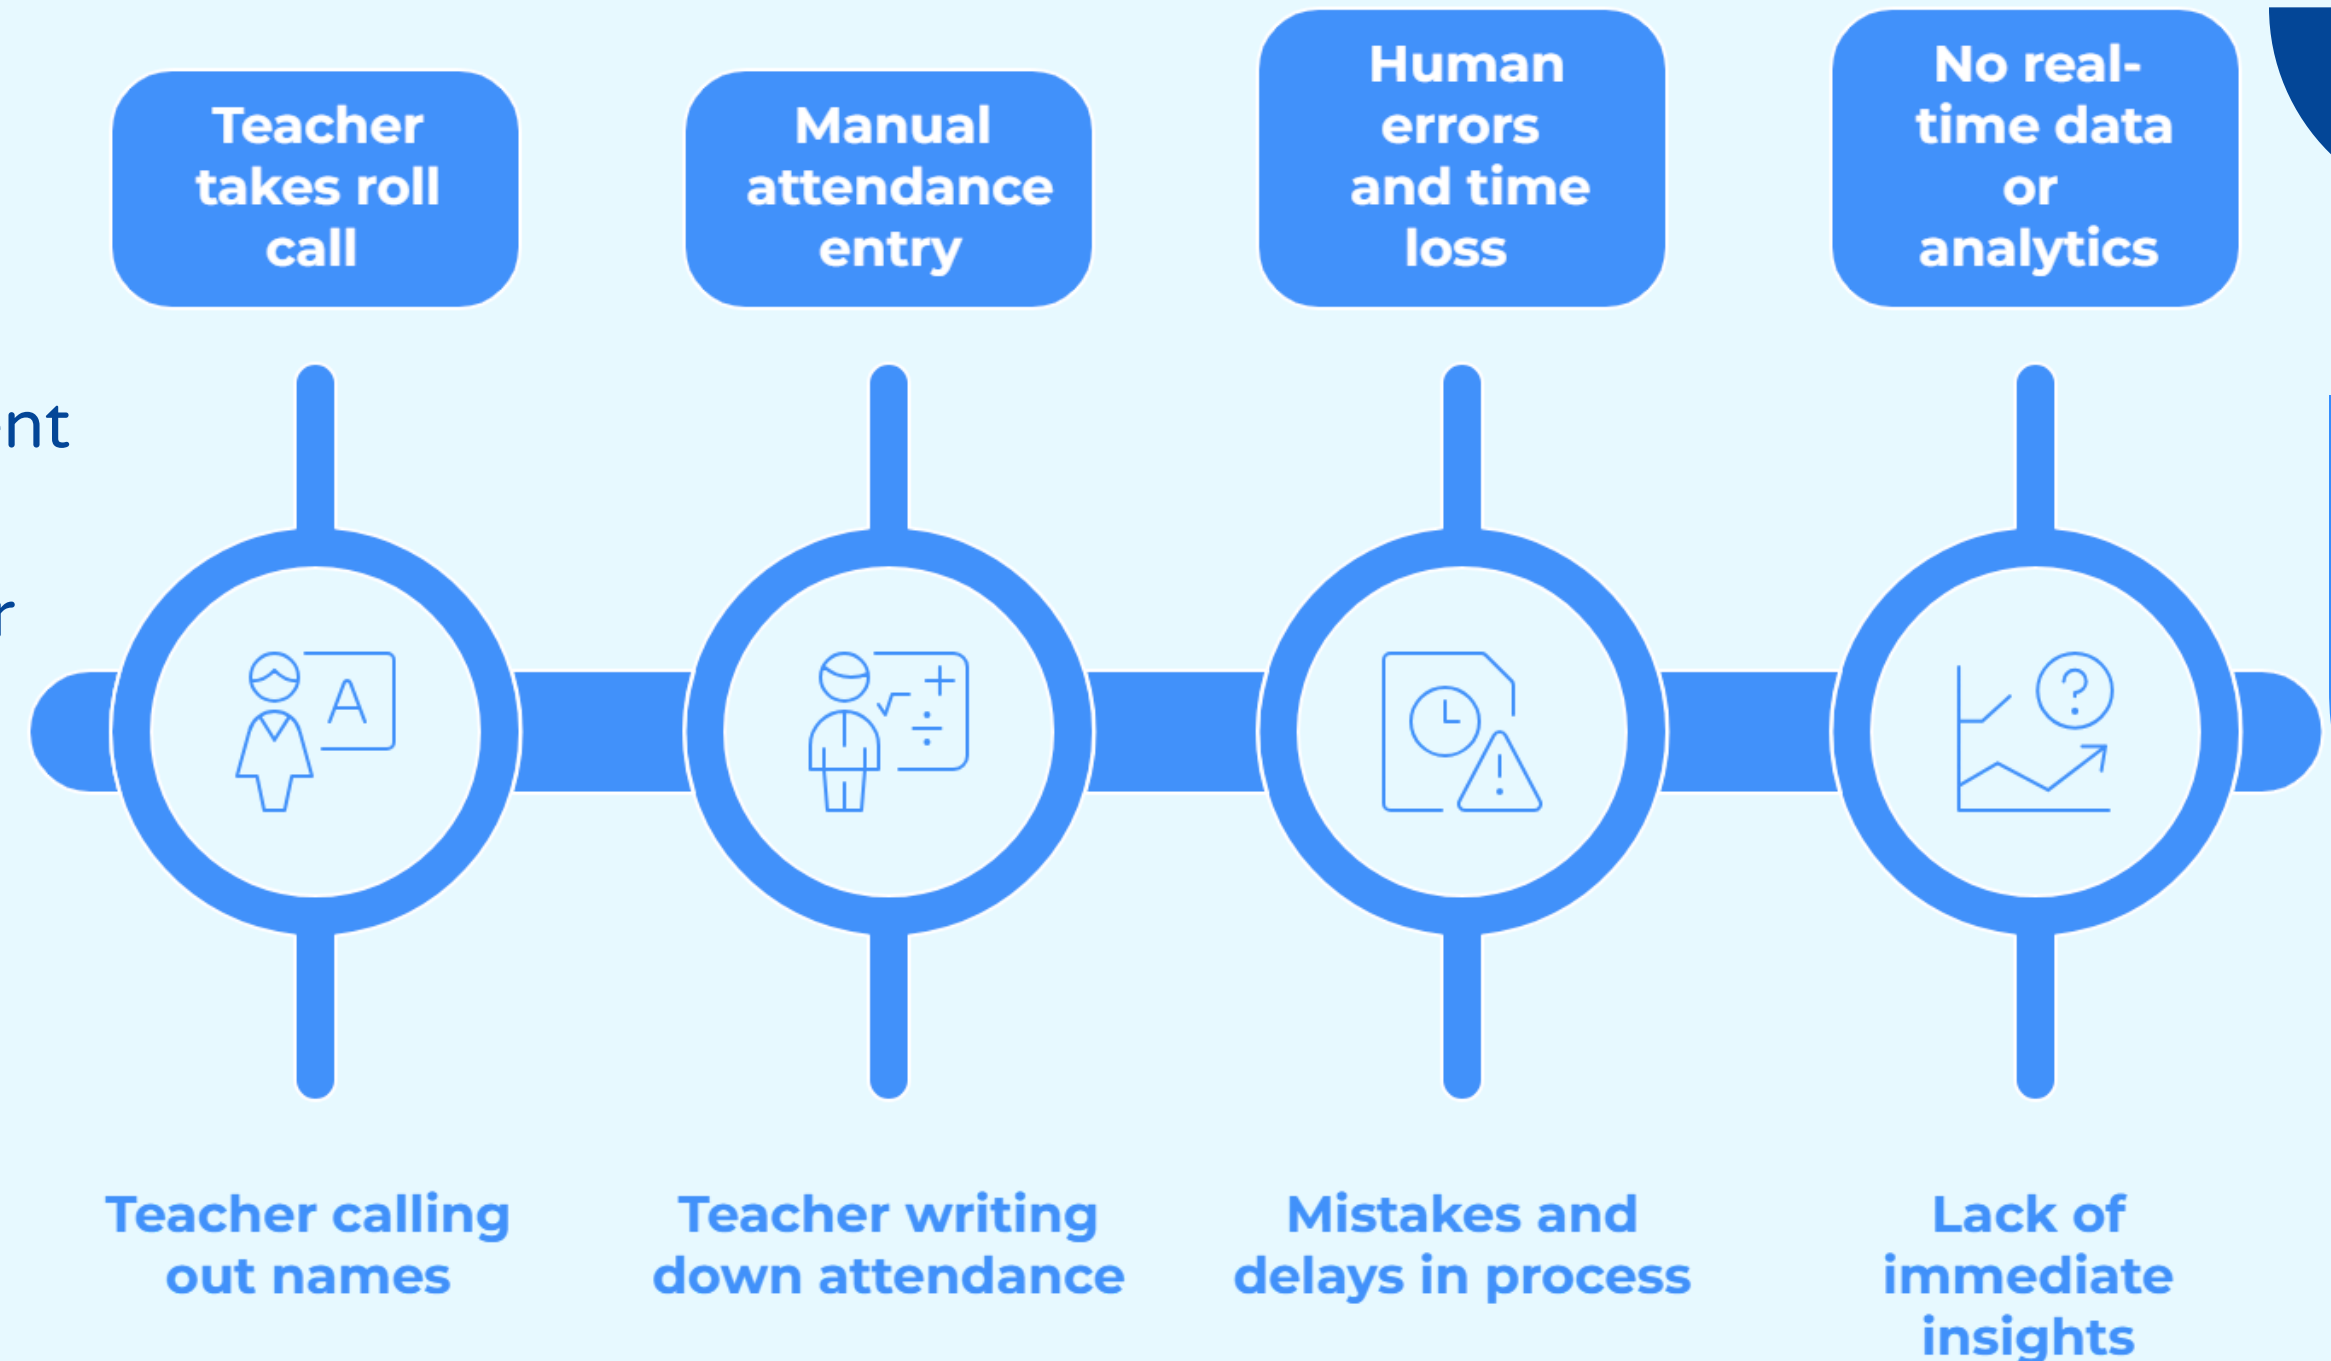 Teacher
takes roll
call
Manual
attendance
entry
Human
errors
and time
loss
No real-
time data
or
analytics
nt
r
A
Teacher calling
out names
Teacher writing
down attendance
Mistakes and
delays in process
Lack of
immediate
insights